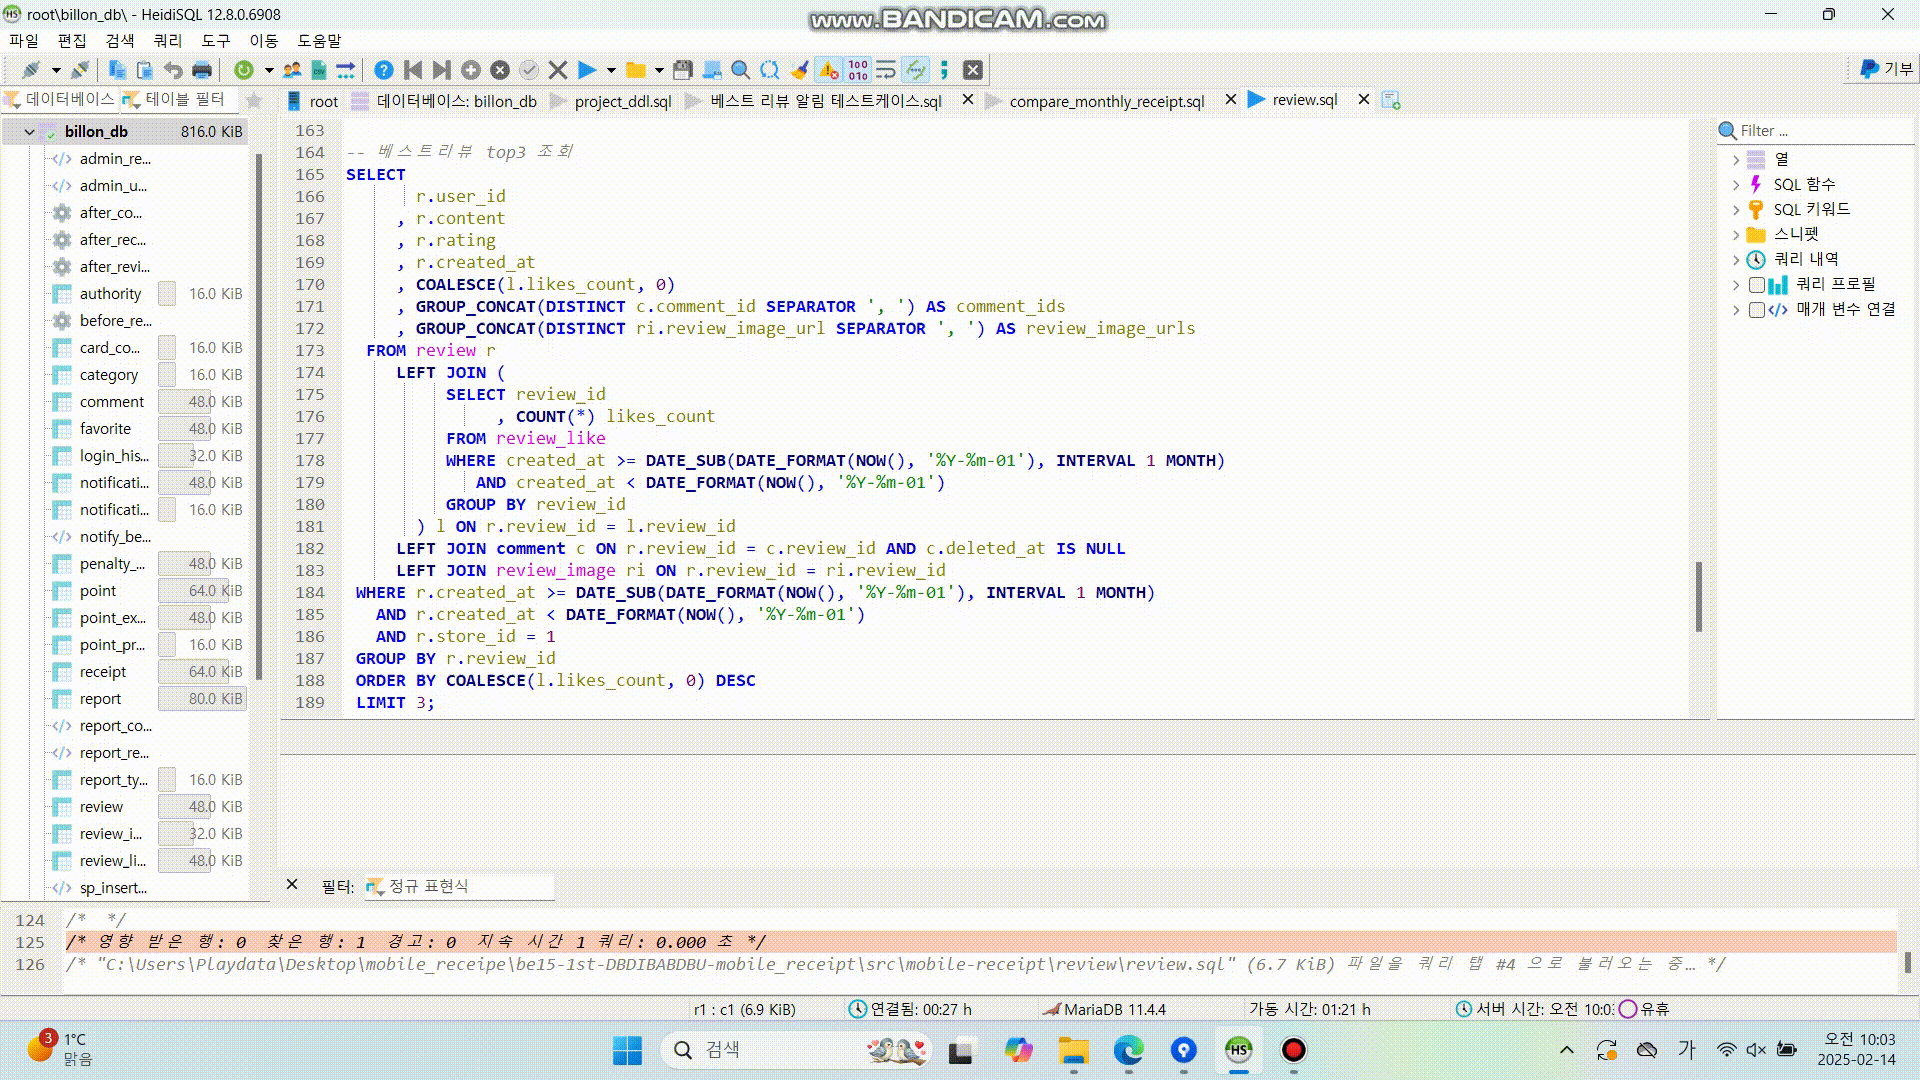 root\billon_db\ - HeidiSQL 12.8.0.6908
www.BANDICAM.com
파일 편집 검색 쿼리 도구 이동 도움말
기부
데이터베이스 테이블 필터
root 데이터베이스: billon_db project_ddl.sql 베스트 리뷰 알림 테스트케이스.sql compare_monthly_receipt.sql review.sql
billon_db 816.0 KiB
admin_re...
admin_u...
after_co...
after_rec...
after_revi...
authority 16.0 KiB
before_re...
card_co... 16.0 KiB
category 16.0 KiB
comment 48.0 KiB
favorite 48.0 KiB
login_his... 32.0 KiB
notificati... 48.0 KiB
notificati... 16.0 KiB
notify_be...
penalty_... 48.0 KiB
point 64.0 KiB
point_ex... 48.0 KiB
point_pr... 16.0 KiB
receipt 64.0 KiB
report 80.0 KiB
report_co...
report_re...
report_ty... 16.0 KiB
review 48.0 KiB
review_i... 32.0 KiB
review_li... 48.0 KiB
sp_insert...
163
164 -- 베스트리뷰 top3 조회
165 SELECT
166 r.user_id
167 , r.content
168 , r.rating
169 , r.created_at
170 , COALESCE(l.likes_count, 0)
171 , GROUP_CONCAT(DISTINCT c.comment_id SEPARATOR ', ') AS comment_ids
172 , GROUP_CONCAT(DISTINCT ri.review_image_url SEPARATOR ', ') AS review_image_urls
173 FROM review r
174 LEFT JOIN (
175 SELECT review_id
176 , COUNT(*) likes_count
177 FROM review_like
178 WHERE created_at >= DATE_SUB(DATE_FORMAT(NOW(), '%Y-%m-01'), INTERVAL 1 MONTH)
179 AND created_at < DATE_FORMAT(NOW(), '%Y-%m-01')
180 GROUP BY review_id
181 ) l ON r.review_id = l.review_id
182 LEFT JOIN comment c ON r.review_id = c.review_id AND c.deleted_at IS NULL
183 LEFT JOIN review_image ri ON r.review_id = ri.review_id
184 WHERE r.created_at >= DATE_SUB(DATE_FORMAT(NOW(), '%Y-%m-01'), INTERVAL 1 MONTH)
185 AND r.created_at < DATE_FORMAT(NOW(), '%Y-%m-01')
186 AND r.store_id = 1
187 GROUP BY r.review_id
188 ORDER BY COALESCE(l.likes_count, 0) DESC
189 LIMIT 3;
Filter ...
열
SQL 함수
SQL 키워드
스니펫
쿼리 내역
쿼리 프로필
매개 변수 연결
필터: 정규 표현식
124 /* */
125 /* 영향 받은 행: 0 찾은 행: 1 경고: 0 지속 시간 1 쿼리: 0.000 초 */
126 /* "C:\Users\Playdata\Desktop\mobile_receipe\be15-1st-DBDIBABDBU-mobile_receipt\src\mobile-receipt\review\review.sql" (6.7 KiB) 파일을 쿼리 탭 #4 으로 불러오는 중… */
r1 : c1 (6.9 KiB) 연결됨: 00:27 h MariaDB 11.4.4 가동 시간: 01:21 h 서버 시간: 오전 10:0 유휴
3 1°C
맑음
검색
가
오전 10:03
2025-02-14